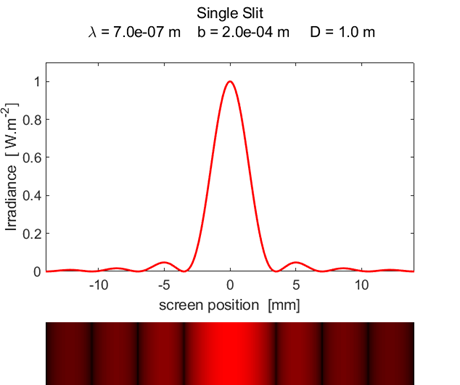 Single Slit
λ = 7.0e-07 m b = 2.0e-04 m D = 1.0 m
1
0.8
0.6
0.4
0.2
0
Irradiance [ W.m⁻² ]
-10 -5 0 5 10
screen position [mm]